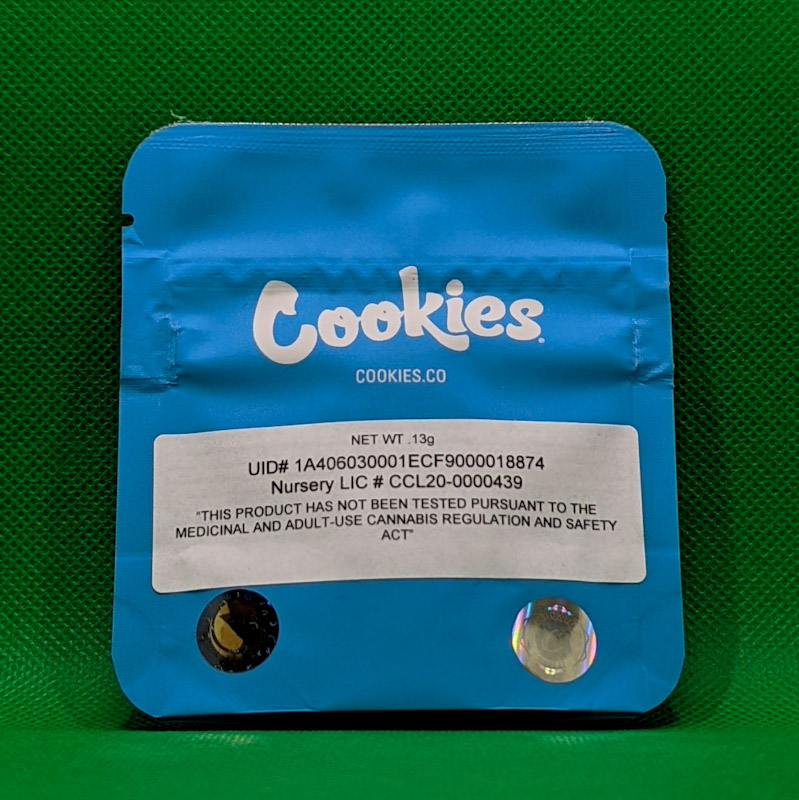 Cookies
COOKIES.CO
NET WT .13g
UID# 1A406030001ECF9000018874
Nursery LIC # CCL20-0000439
"THIS PRODUCT HAS NOT BEEN TESTED PURSUANT TO THE
MEDICINAL AND ADULT-USE CANNABIS REGULATION AND SAFETY
ACT"